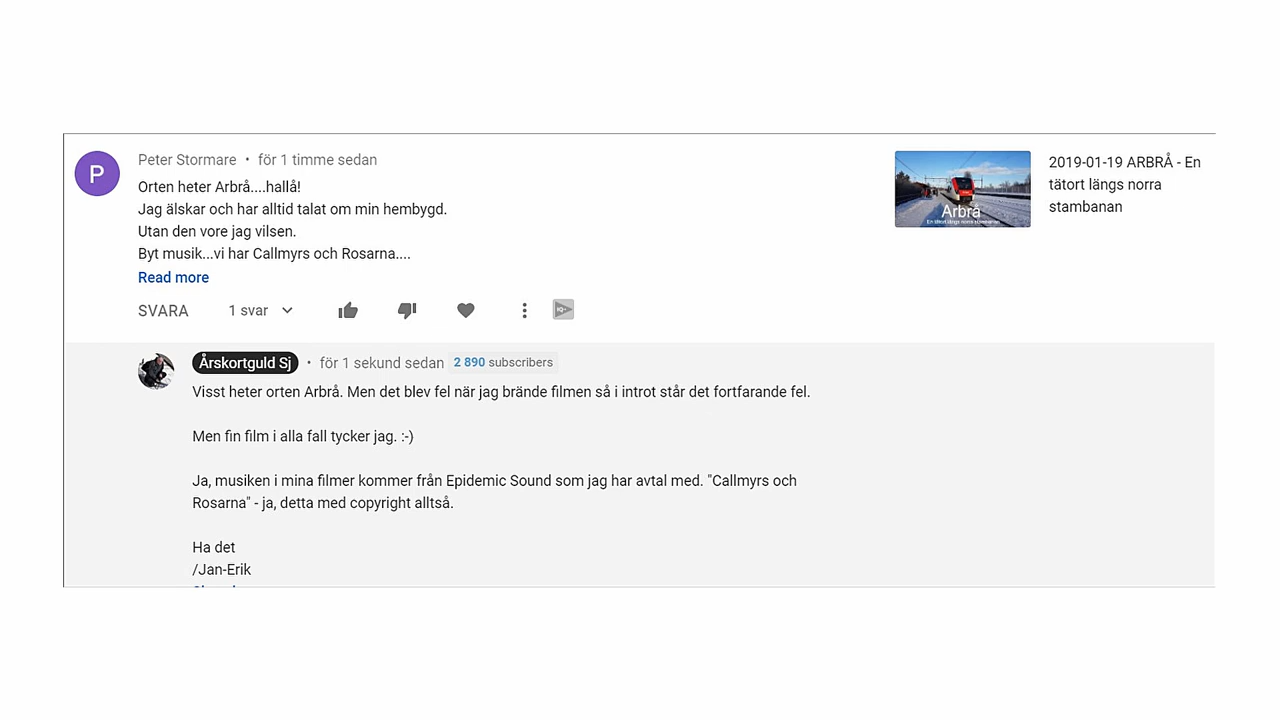 P
Peter Stormare • för 1 timme sedan
Orten heter Arbrå....hallå!
Jag älskar och har alltid talat om min hembygd.
Utan den vore jag vilsen.
Byt musik...vi har Callmyrs och Rosarna....
Read more
SVARA 1 svar
2019-01-19 ARBRÅ - En
tätort längs norra
stambanan
Arbrå
En tätort längs norra stambanan
Årskortguld Sj • för 1 sekund sedan 2 890 subscribers
Visst heter orten Arbrå. Men det blev fel när jag brände filmen så i introt står det fortfarande fel.
Men fin film i alla fall tycker jag. :-)
Ja, musiken i mina filmer kommer från Epidemic Sound som jag har avtal med. "Callmyrs och
Rosarna" - ja, detta med copyright alltså.
Ha det
/Jan-Erik